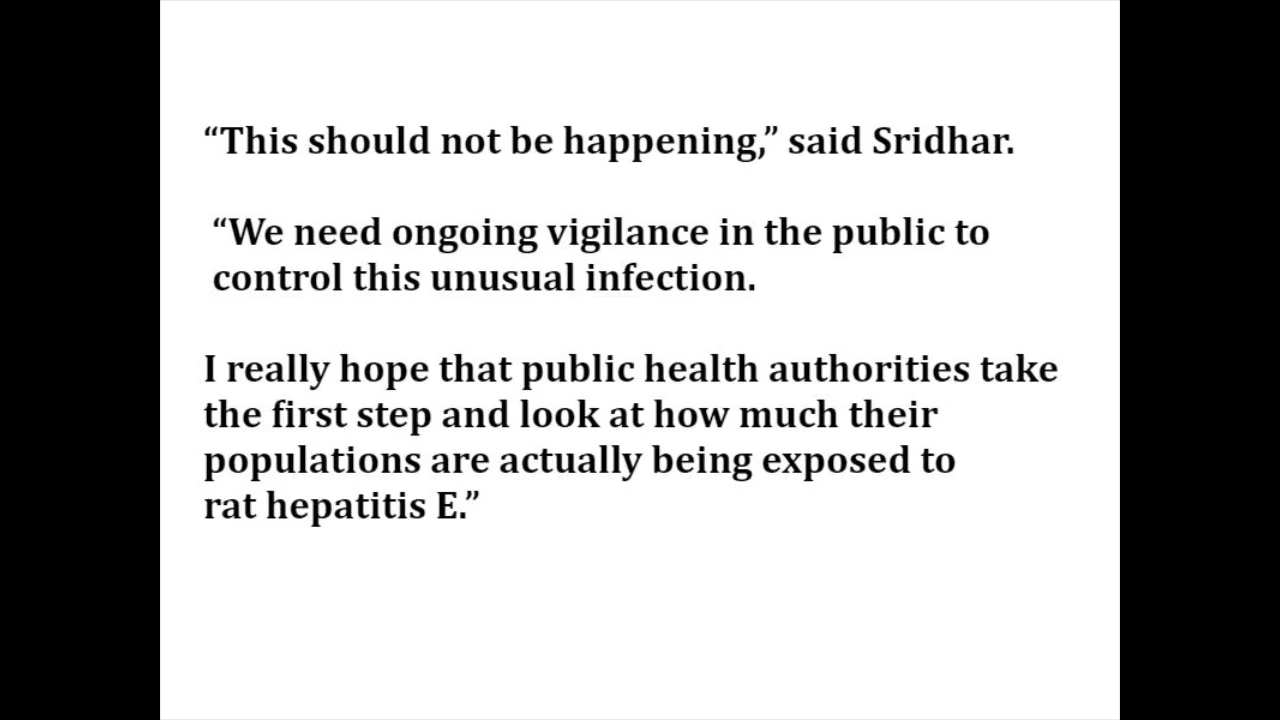 “This should not be happening,” said Sridhar.
“We need ongoing vigilance in the public to
control this unusual infection.
I really hope that public health authorities take
the first step and look at how much their
populations are actually being exposed to
rat hepatitis E.”